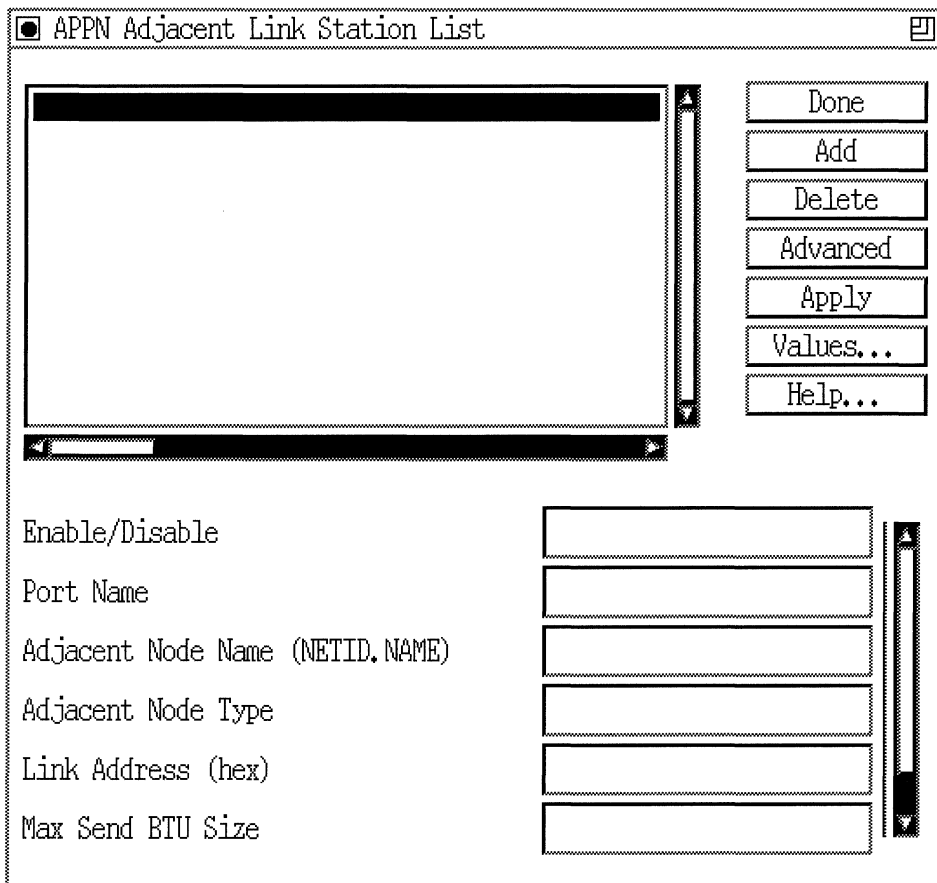 APPN Adjacent Link Station List
Done
Add
Delete
Advanced
Apply
Values...
Help...
Enable/Disable
Port Name
Adjacent Node Name (NETID.NAME)
Adjacent Node Type
Link Address (hex)
Max Send BTU Size